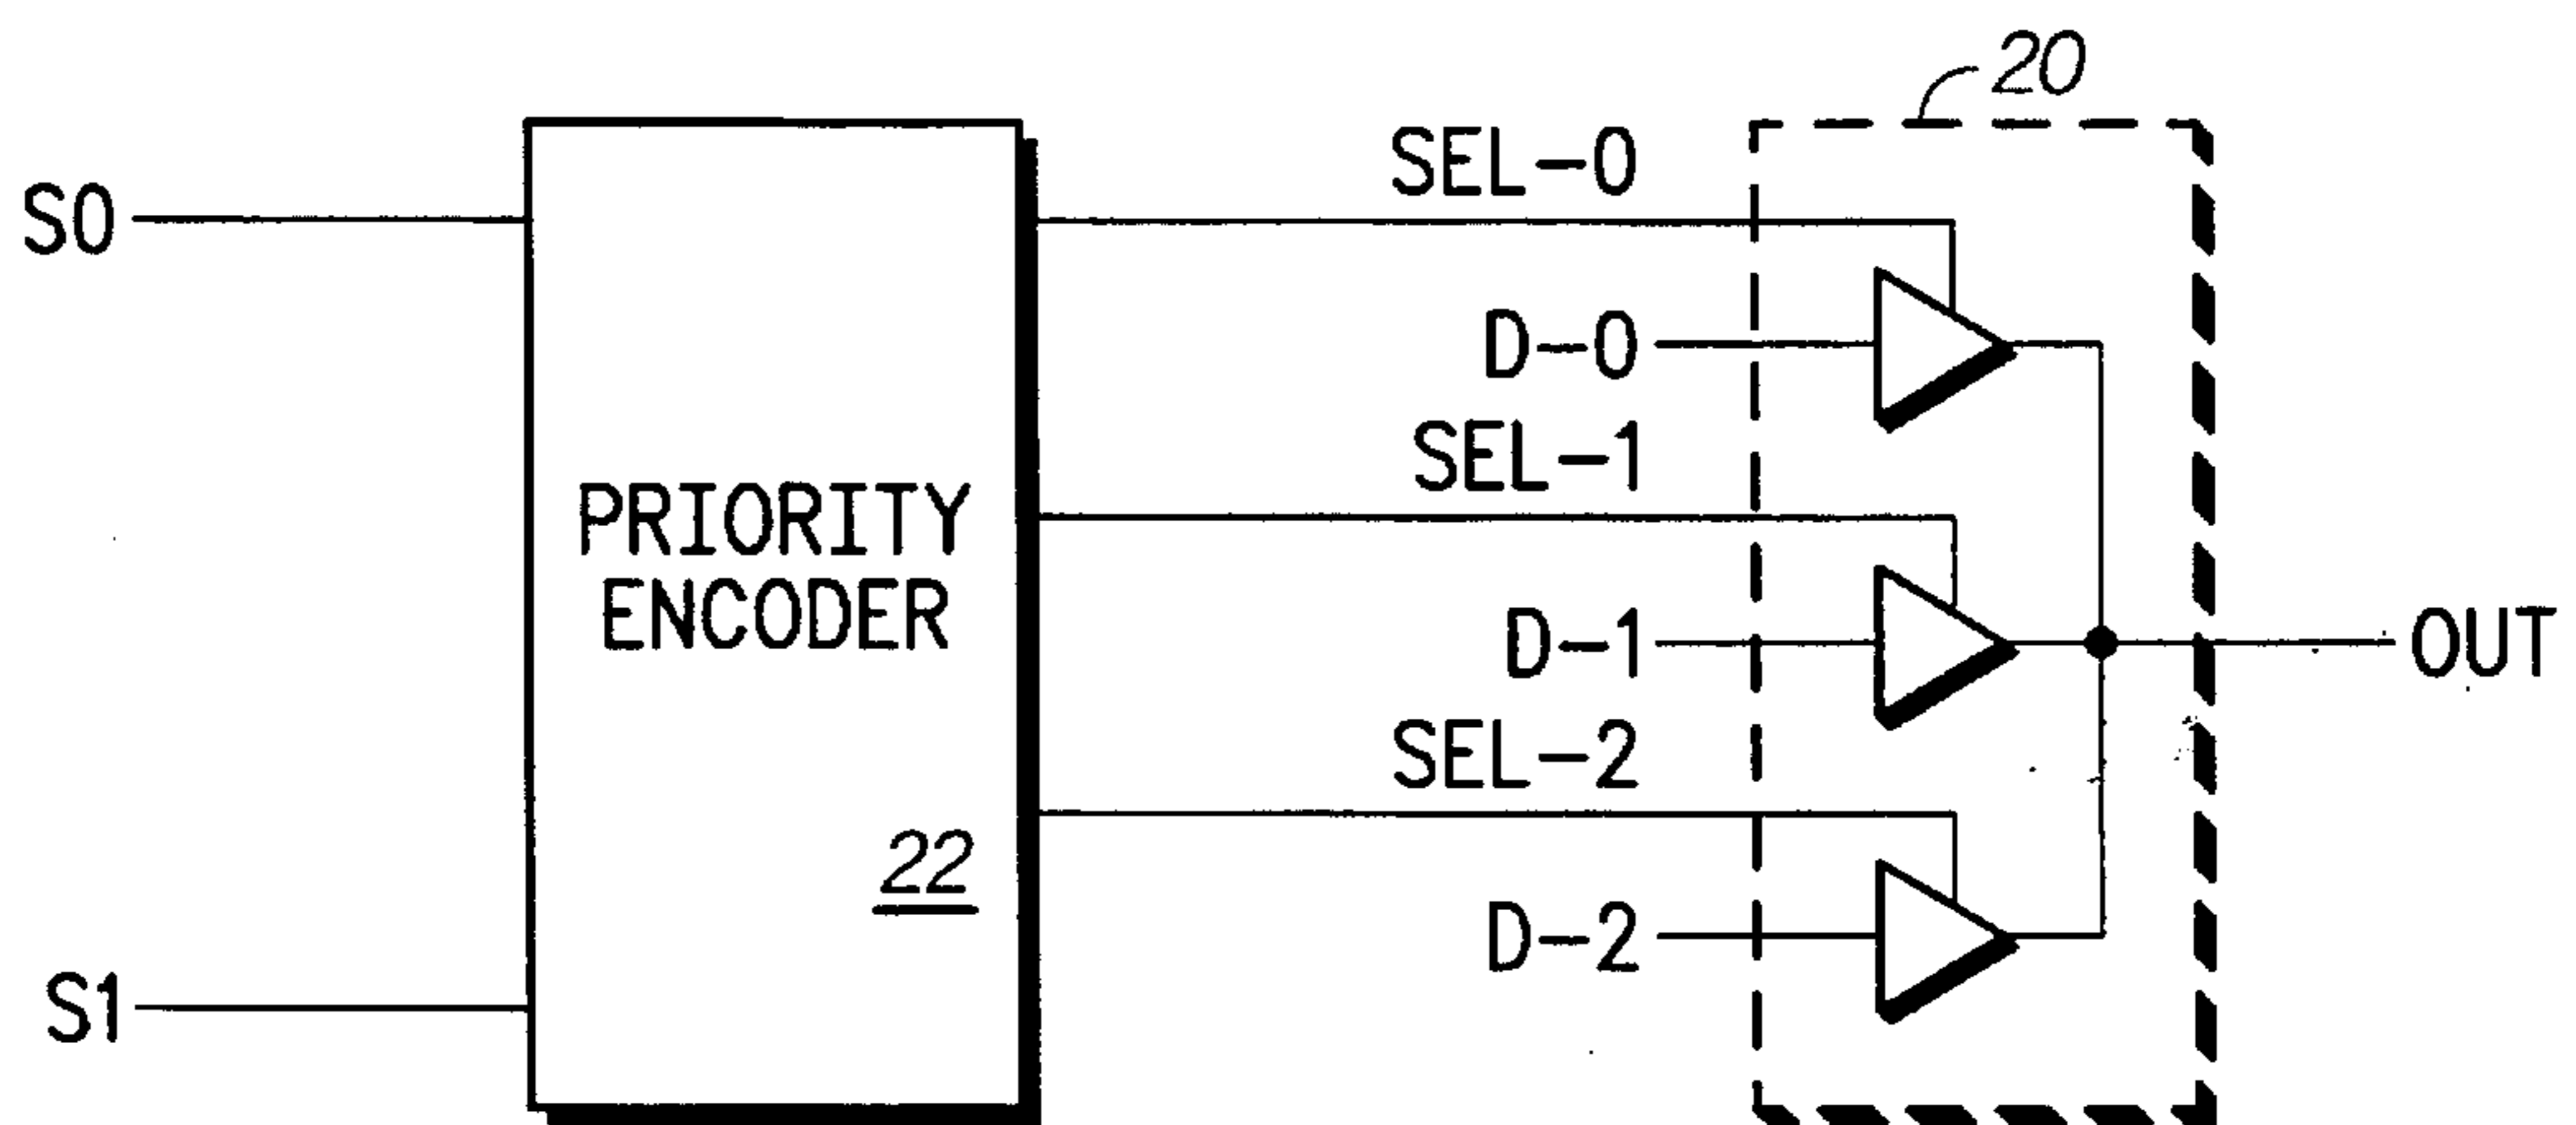 20
SEL-0
S0
D-0
SEL-1
PRIORITY
ENCODER
D-1
OUT
SEL-2
22
D-2
S1